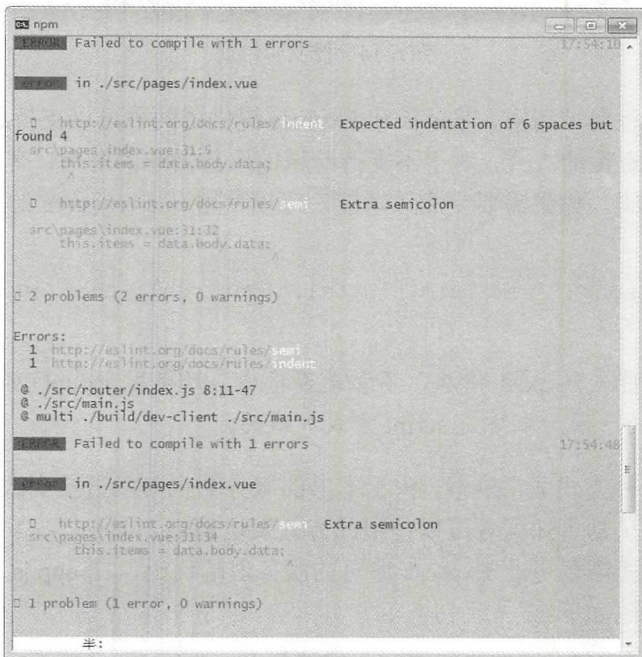 npm
ERROR Failed to compile with 1 errors 17:54:10
error in ./src/pages/index.vue
http://eslint.org/docs/rules/indent Expected indentation of 6 spaces but
found 4
src\pages\index.vue:31:5
this.items = data.body.data;
^
http://eslint.org/docs/rules/semi Extra semicolon
src\pages\index.vue:31:32
this.items = data.body.data;
^
2 problems (2 errors, 0 warnings)
Errors:
1 http://eslint.org/docs/rules/semi
1 http://eslint.org/docs/rules/indent
@ ./src/router/index.js 8:11-47
@ ./src/main.js
@ multi ./build/dev-client ./src/main.js
ERROR Failed to compile with 1 errors 17:54:48
error in ./src/pages/index.vue
http://eslint.org/docs/rules/semi Extra semicolon
src\pages\index.vue:31:34
this.items = data.body.data;
^
1 problem (1 error, 0 warnings)
半: